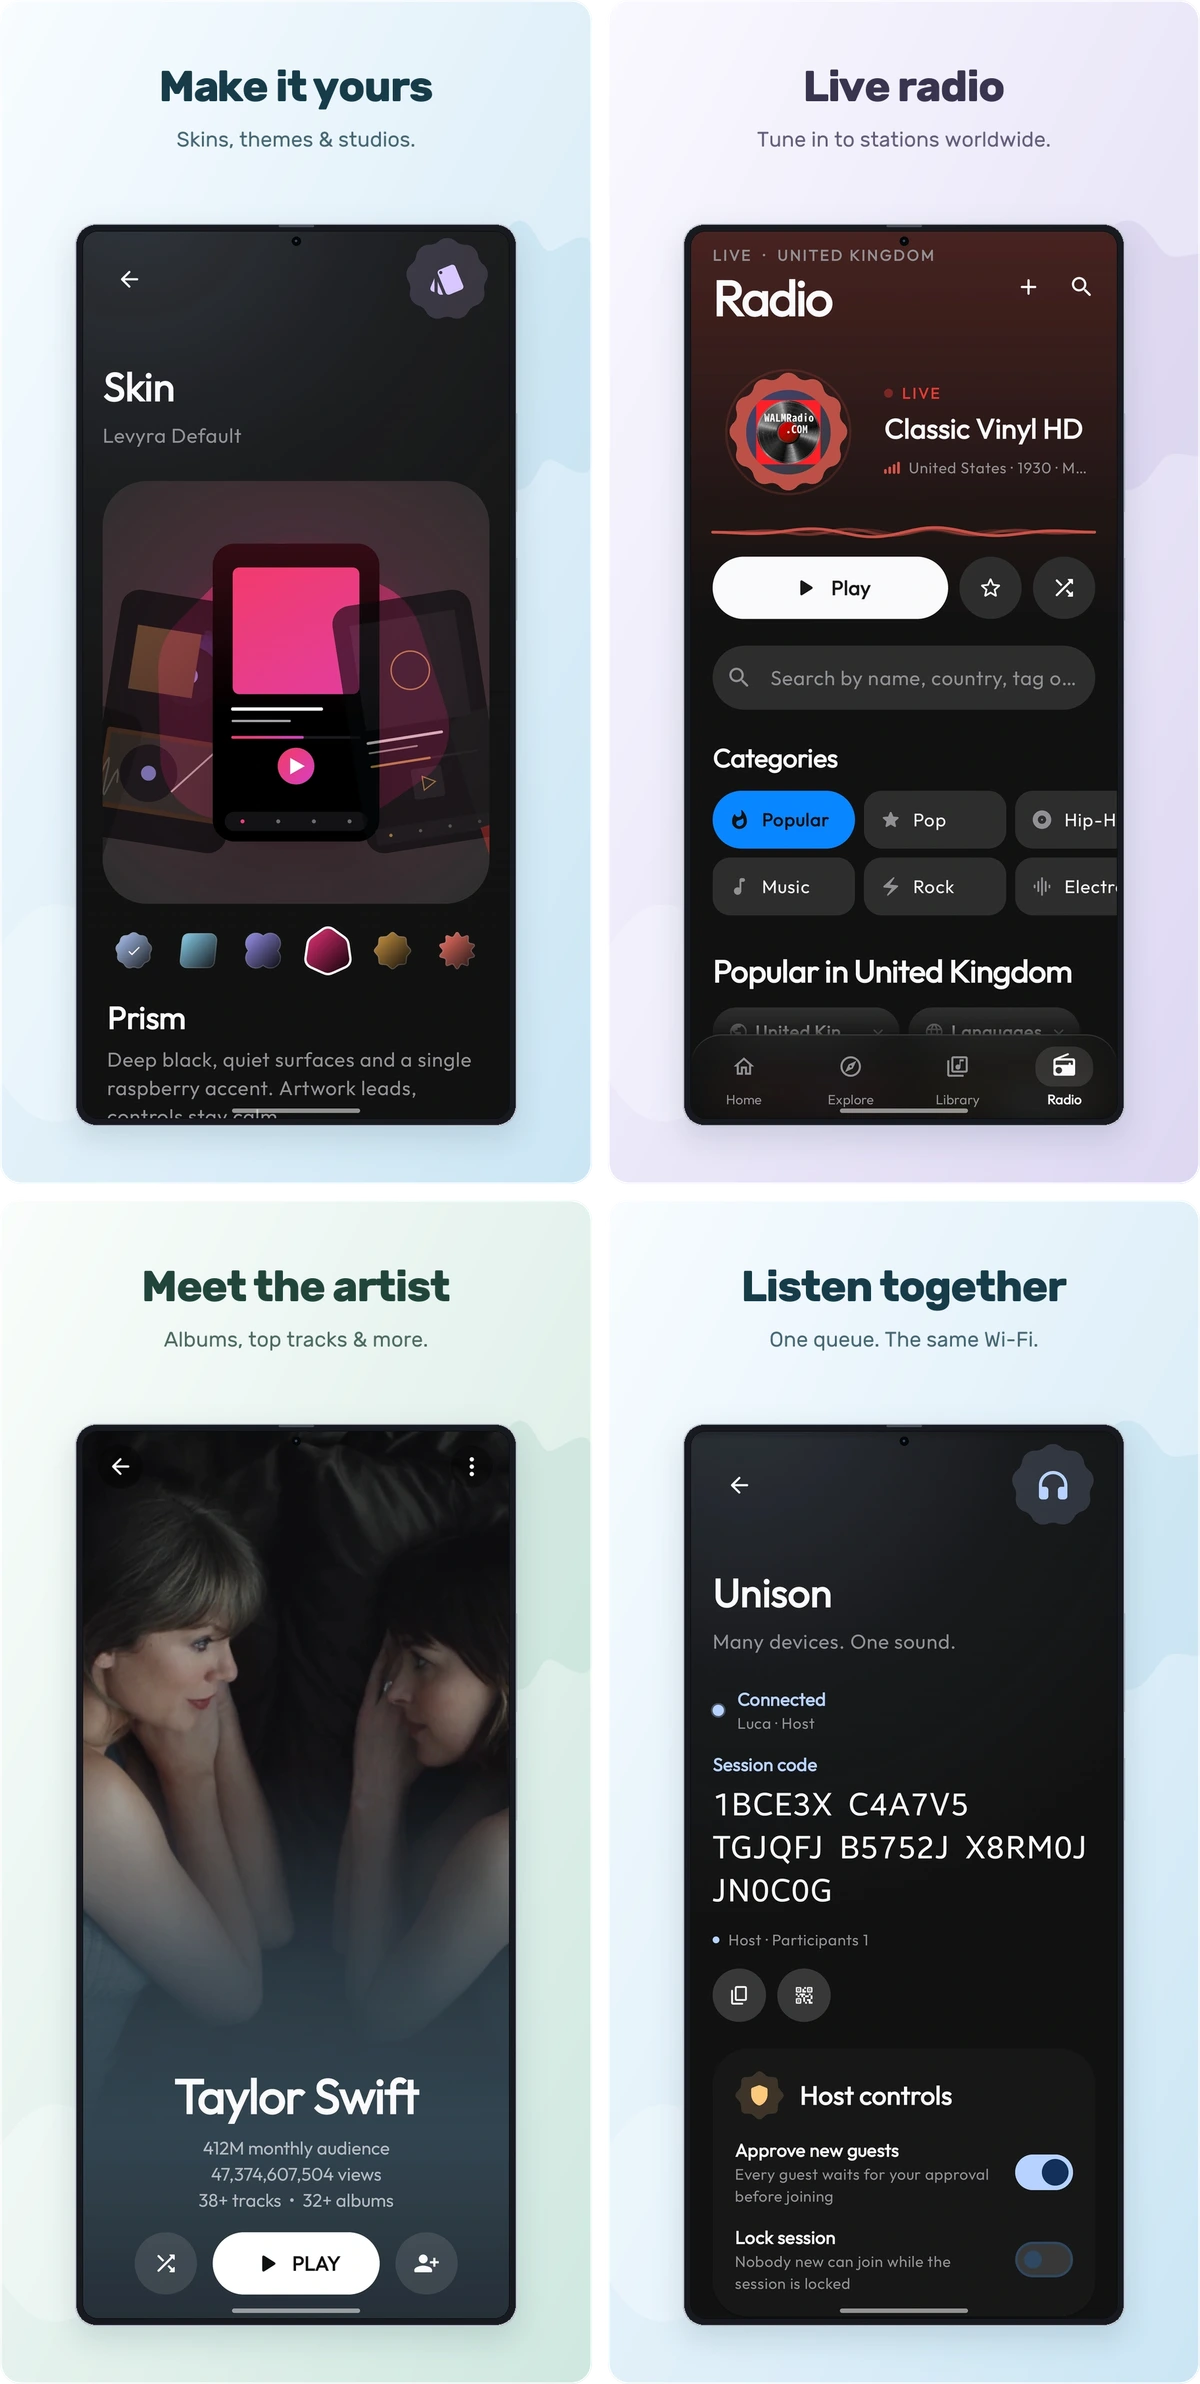 Make it yours
Skins, themes & studios.
Skin
Levyra Default
Prism
Deep black, quiet surfaces and a single
raspberry accent. Artwork leads,
controls stay calm
Live radio
Tune in to stations worldwide.
LIVE · UNITED KINGDOM
Radio
WALMRadio
.COM
LIVE
Classic Vinyl HD
United States · 1930 · M...
Play
Search by name, country, tag o...
Categories
Popular
Pop
Hip-H
Music
Rock
Electr
Popular in United Kingdom
United Kin
Languages
Home
Explore
Library
Radio
Meet the artist
Albums, top tracks & more.
Taylor Swift
412M monthly audience
47,374,607,504 views
38+ tracks • 32+ albums
PLAY
Listen together
One queue. The same Wi-Fi.
Unison
Many devices. One sound.
Connected
Luca · Host
Session code
1BCE3X C4A7V5
TGJQFJ B5752J X8RM0J
JN0C0G
Host · Participants 1
Host controls
Approve new guests
Every guest waits for your approval
before joining
Lock session
Nobody new can join while the
session is locked